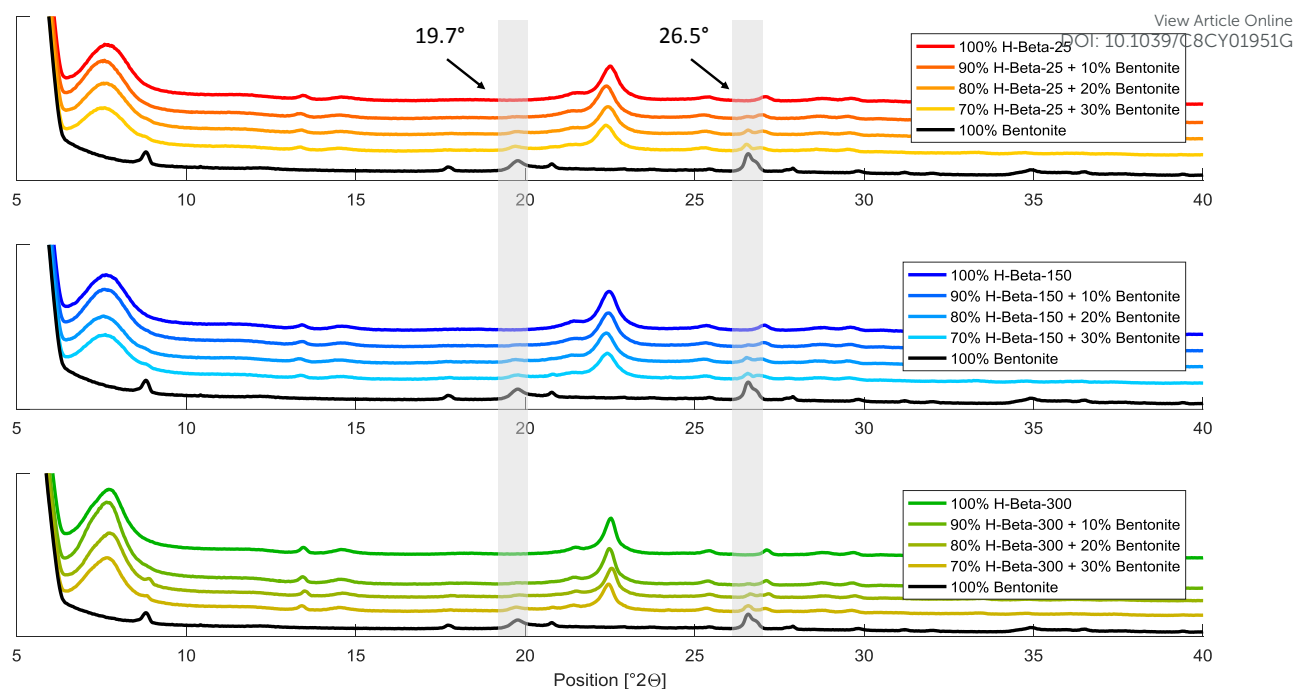 View Article Online
DOI: 10.1039/C8CY01951G
19.7°
26.5°
100% H-Beta-25
90% H-Beta-25 + 10% Bentonite
80% H-Beta-25 + 20% Bentonite
70% H-Beta-25 + 30% Bentonite
100% Bentonite
5 10 15 20 25 30 35 40
100% H-Beta-150
90% H-Beta-150 + 10% Bentonite
80% H-Beta-150 + 20% Bentonite
70% H-Beta-150 + 30% Bentonite
100% Bentonite
5 10 15 20 25 30 35 40
100% H-Beta-300
90% H-Beta-300 + 10% Bentonite
80% H-Beta-300 + 20% Bentonite
70% H-Beta-300 + 30% Bentonite
100% Bentonite
5 10 15 20 25 30 35 40
Position [°2Θ]